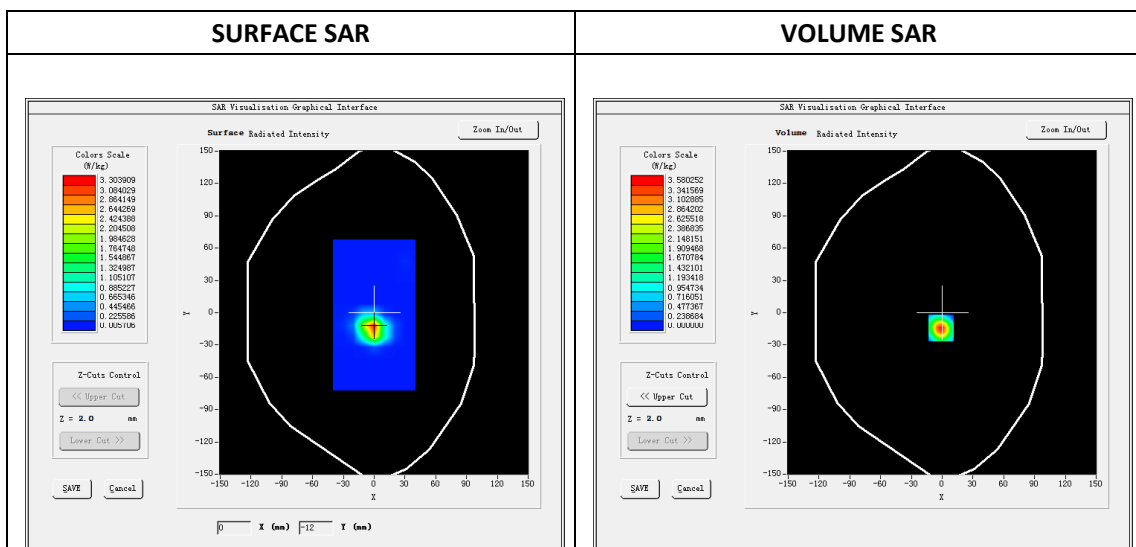 SURFACE SAR
VOLUME SAR
SAR Visualisation Graphical Interface
Surface Radiated Intensity
Zoom In/Out
Colors Scale
(W/kg)
3.303909
3.084029
2.864149
2.644269
2.424388
2.204508
1.984628
1.764748
1.544867
1.324987
1.105107
0.885227
0.665346
0.445466
0.225586
0.005706
Z-Cuts Control
<< Upper Cut
Z = 2.0 mm
Lower Cut >>
SAVE Cancel
150
120
90
60
30
0
-30
-60
-90
-120
-150
Y
-150 -120 -90 -60 -30 0 30 60 90 120 150
X
0 X (mm) -12 Y (mm)
SAR Visualisation Graphical Interface
Volume Radiated Intensity
Zoom In/Out
Colors Scale
(W/kg)
3.580252
3.341569
3.102885
2.864202
2.625518
2.386835
2.148151
1.909468
1.670784
1.432101
1.193418
0.954734
0.716051
0.477367
0.238684
0.000000
Z-Cuts Control
<< Upper Cut
Z = 2.0 mm
Lower Cut >>
SAVE Cancel
150
120
90
60
30
0
-30
-60
-90
-120
-150
Y
-150 -120 -90 -60 -30 0 30 60 90 120 150
X